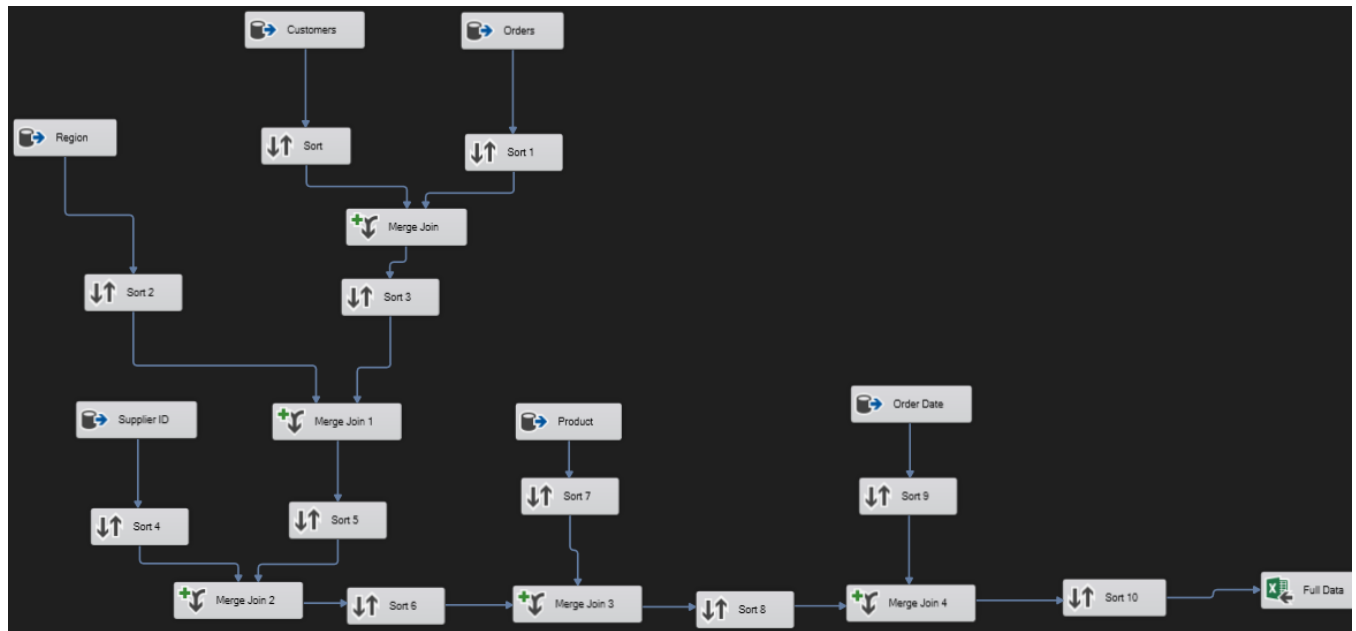 Customers
Orders
Region
Sort
Sort 1
Merge Join
Sort 2
Sort 3
Supplier ID
Merge Join 1
Product
Order Date
Sort 4
Sort 5
Sort 7
Sort 9
Merge Join 2
Sort 6
Merge Join 3
Sort 8
Merge Join 4
Sort 10
Full Data